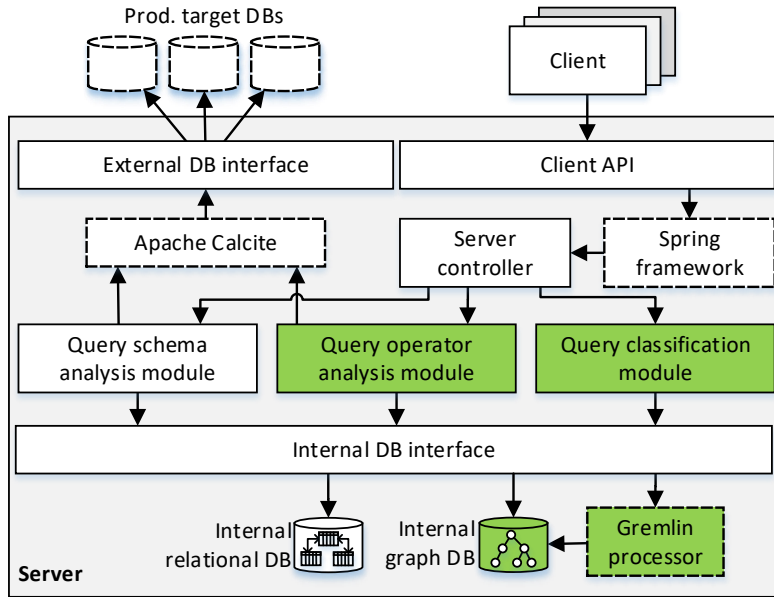 Prod. target DBs
Client
External DB interface
Client API
Apache Calcite
Server
controller
Spring
framework
Query schema
analysis module
Query operator
analysis module
Query classification
module
Internal DB interface
Internal
relational DB
Internal
graph DB
Gremlin
processor
Server